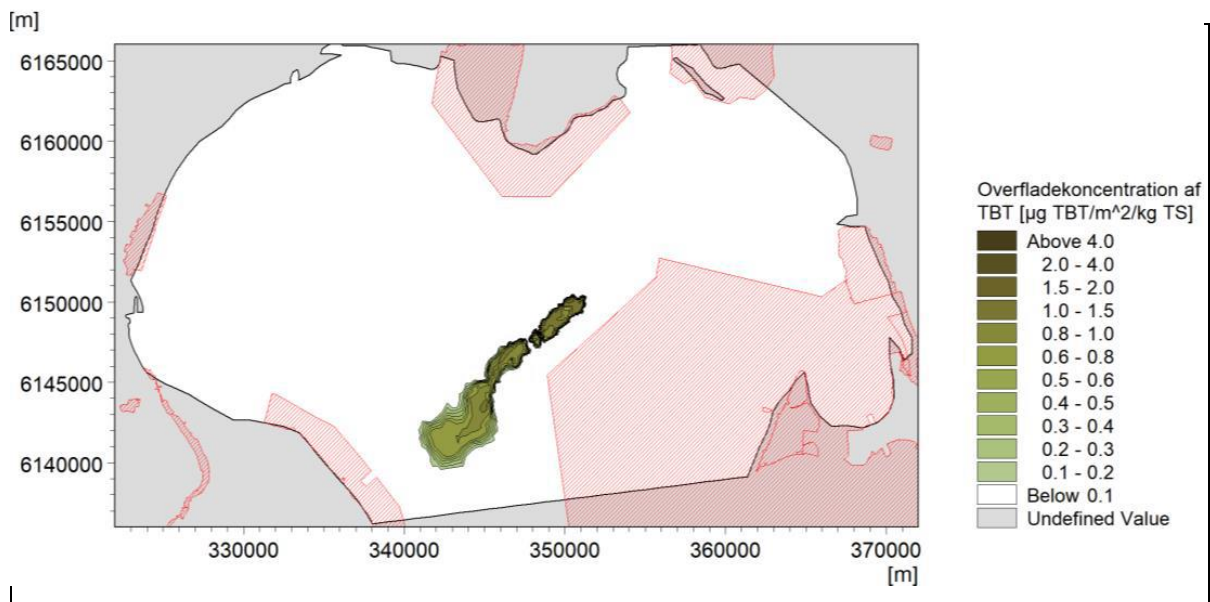 [m]
6165000
6160000
6155000
6150000
6145000
6140000
330000 340000 350000 360000 370000
[m]
Overfladekoncentration af
TBT [µg TBT/m^2/kg TS]
Above 4.0
2.0 - 4.0
1.5 - 2.0
1.0 - 1.5
0.8 - 1.0
0.6 - 0.8
0.5 - 0.6
0.4 - 0.5
0.3 - 0.4
0.2 - 0.3
0.1 - 0.2
Below 0.1
Undefined Value